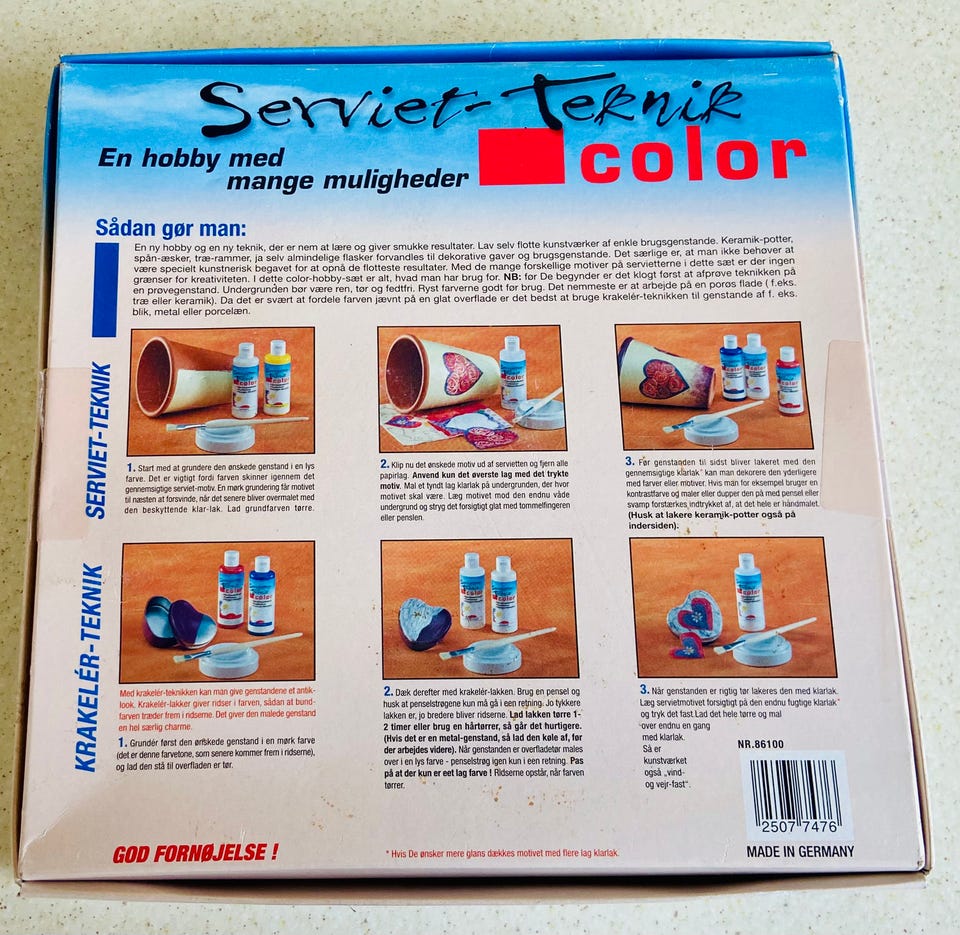 Serviet-Teknik
color
En hobby med
mange muligheder
Sådan gør man:
En ny hobby og en ny teknik, der er nem at lære og giver smukke resultater. Lav selv flotte kunstværker af enkle brugsgenstande. Keramik-potter,
spån-æsker, træ-rammer, ja selv almindelige flasker forvandles til dekorative gaver og brugsgenstande. Det særlige er, at man ikke behøver at
være specielt kunstnerisk begavet for at opnå de flotteste resultater. Med de mange forskellige motiver på servietterne i dette sæt er der ingen
grænser for kreativiteten. I dette color-hobby-sæt er alt, hvad man har brug for. NB: før De begynder er det klogt først at afprøve teknikken på
en prøvegenstand. Undergrunden bør være ren, tør og fedtfri. Ryst farverne godt før brug. Det nemmeste er at arbejde på en porøs flade ( f.eks.
træ eller keramik). Da det er svært at fordele farven jævnt på en glat overflade er det bedst at bruge krakelér-teknikken til genstande af f. eks.
blik, metal eller porcelæn.
SERVIET-TEKNIK
color
color
color
color
color
color
1. Start med at grundere den ønskede genstand i en lys
farve. Det er vigtigt fordi farven skinner igennem det
gennemsigtige serviet-motiv. En mørk grundering får motivet
til næsten at forsvinde, når det senere bliver overmalet med
den beskyttende klar-lak. Lad grundfarven tørre.
2. Klip nu det ønskede motiv ud af servietten og fjern alle
papirlag. Anvend kun det øverste lag med det trykte
motiv. Mal et tyndt lag klarlak på undergrunden, der hvor
motivet skal være. Læg motivet mod den endnu våde
undergrund og stryg det forsigtigt glat med tommelfingeren
eller penslen.
3. Før genstanden til sidst bliver lakeret med den
gennemsigtige klarlak* kan man dekorere den yderligere
med farver eller motiver. Hvis man for eksempel bruger en
kontrastfarve og maler eller dupper den på med pensel eller
svamp forstærkes indtrykket af, at det hele er håndmalet.
(Husk at lakere keramik-potter også på
indersiden).
KRAKELÉR-TEKNIK
color
color
color
color
color
Med krakelér-teknikken kan man give genstandene et antik-
look. Krakelér-lakker giver ridser i farven, sådan at bund-
farven træder frem i ridserne. Det giver den malede genstand
en hel særlig charme.
1. Grundér først den ørtskede genstand i en mørk farve
(det er denne farvetone, som senere kommer frem i ridserne),
og lad den stå til overfladen er tør.
2. Dæk derefter med krakelér-lakken. Brug en pensel og
husk at penselstrøgene kun må gå i een retning. Jo tykkere
lakken er, jo bredere bliver ridserne. Lad lakken tørre 1-
2 timer eller brug en hårtørrer, så går det hurtigere.
(Hvis det er en metal-genstand, så lad den køle af, før
der arbejdes videre). Når genstanden er overfladetør males
over i en lys farve - penselstrøg igen kun i een retning. Pas
på at der kun er eet lag farve ! Ridserne opstår, når farven
tørrer.
3. Når genstanden er rigtig tør lakeres den med klarlak.
Læg servietmotivet forsigtigt på den endnu fugtige klarlak*
og tryk det fast.Lad det hele tørre og mal
over endnu en gang
med klarlak.
Så er
kunstværket
også „vind-
og vejr-fast".
NR.86100
2507 7476
MADE IN GERMANY
GOD FORNØJELSE !
* Hvis De ønsker mere glans dækkes motivet med flere lag klarlak.